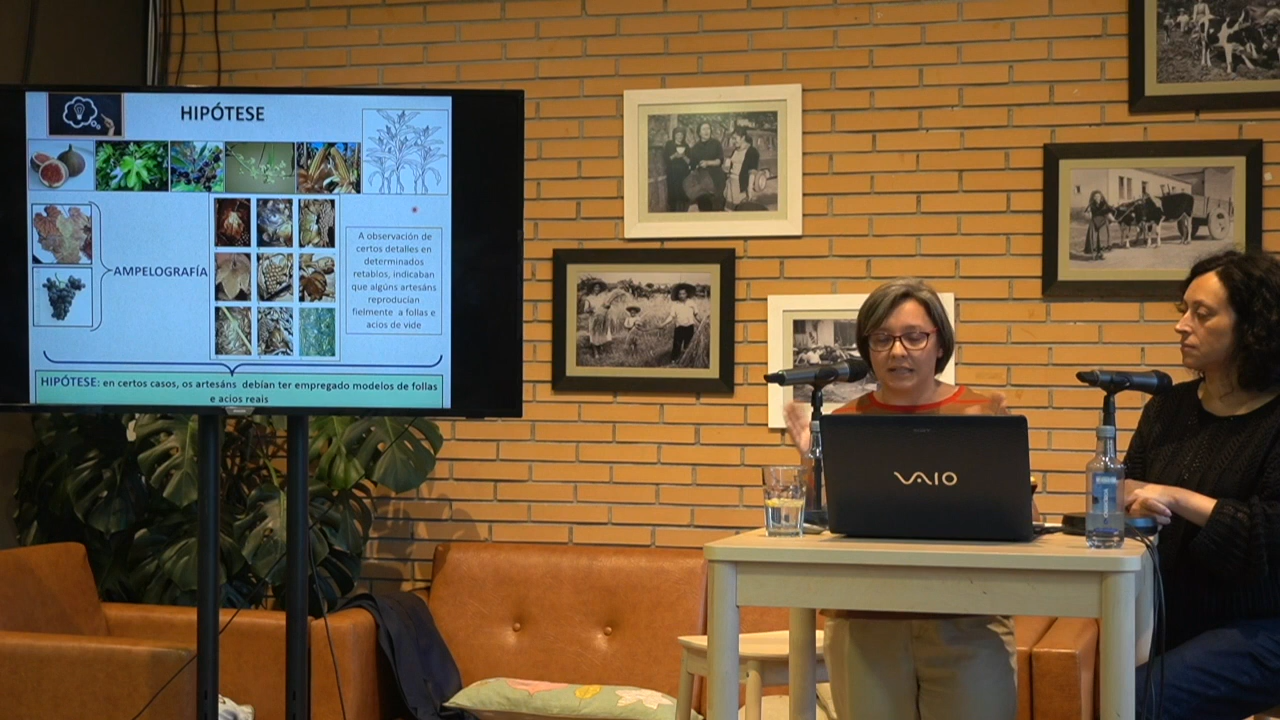 HIPÓTESE
AMPELOGRAFÍA
A observación de
certos detalles en
determinados
retablos, indicaban
que algúns artesáns
reproducían
fielmente a follas e
acios de vide
HIPÓTESE: en certos casos, os artesáns debían ter empregado modelos de follas
e acios reais
VAIO